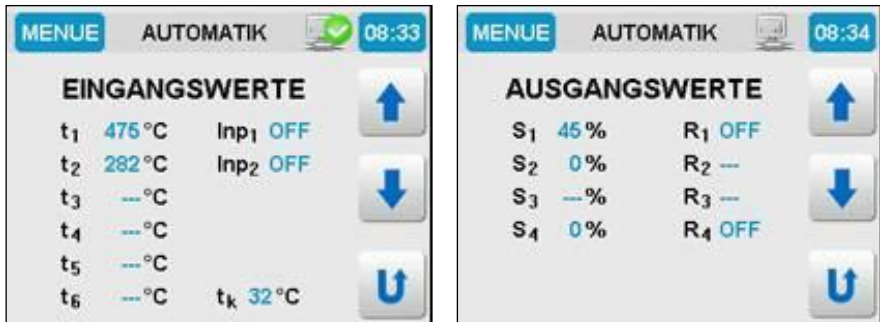 MENUE AUTOMATIK 08:33
EINGANGSWERTE
t1 475 °C Inp1 OFF
t2 282 °C Inp2 OFF
t3 --- °C
t4 --- °C
t5 --- °C
t6 --- °C tk 32 °C
MENUE AUTOMATIK 08:34
AUSGANGSWERTE
S1 45 % R1 OFF
S2 0 % R2 ---
S3 --- % R3 ---
S4 0 % R4 OFF